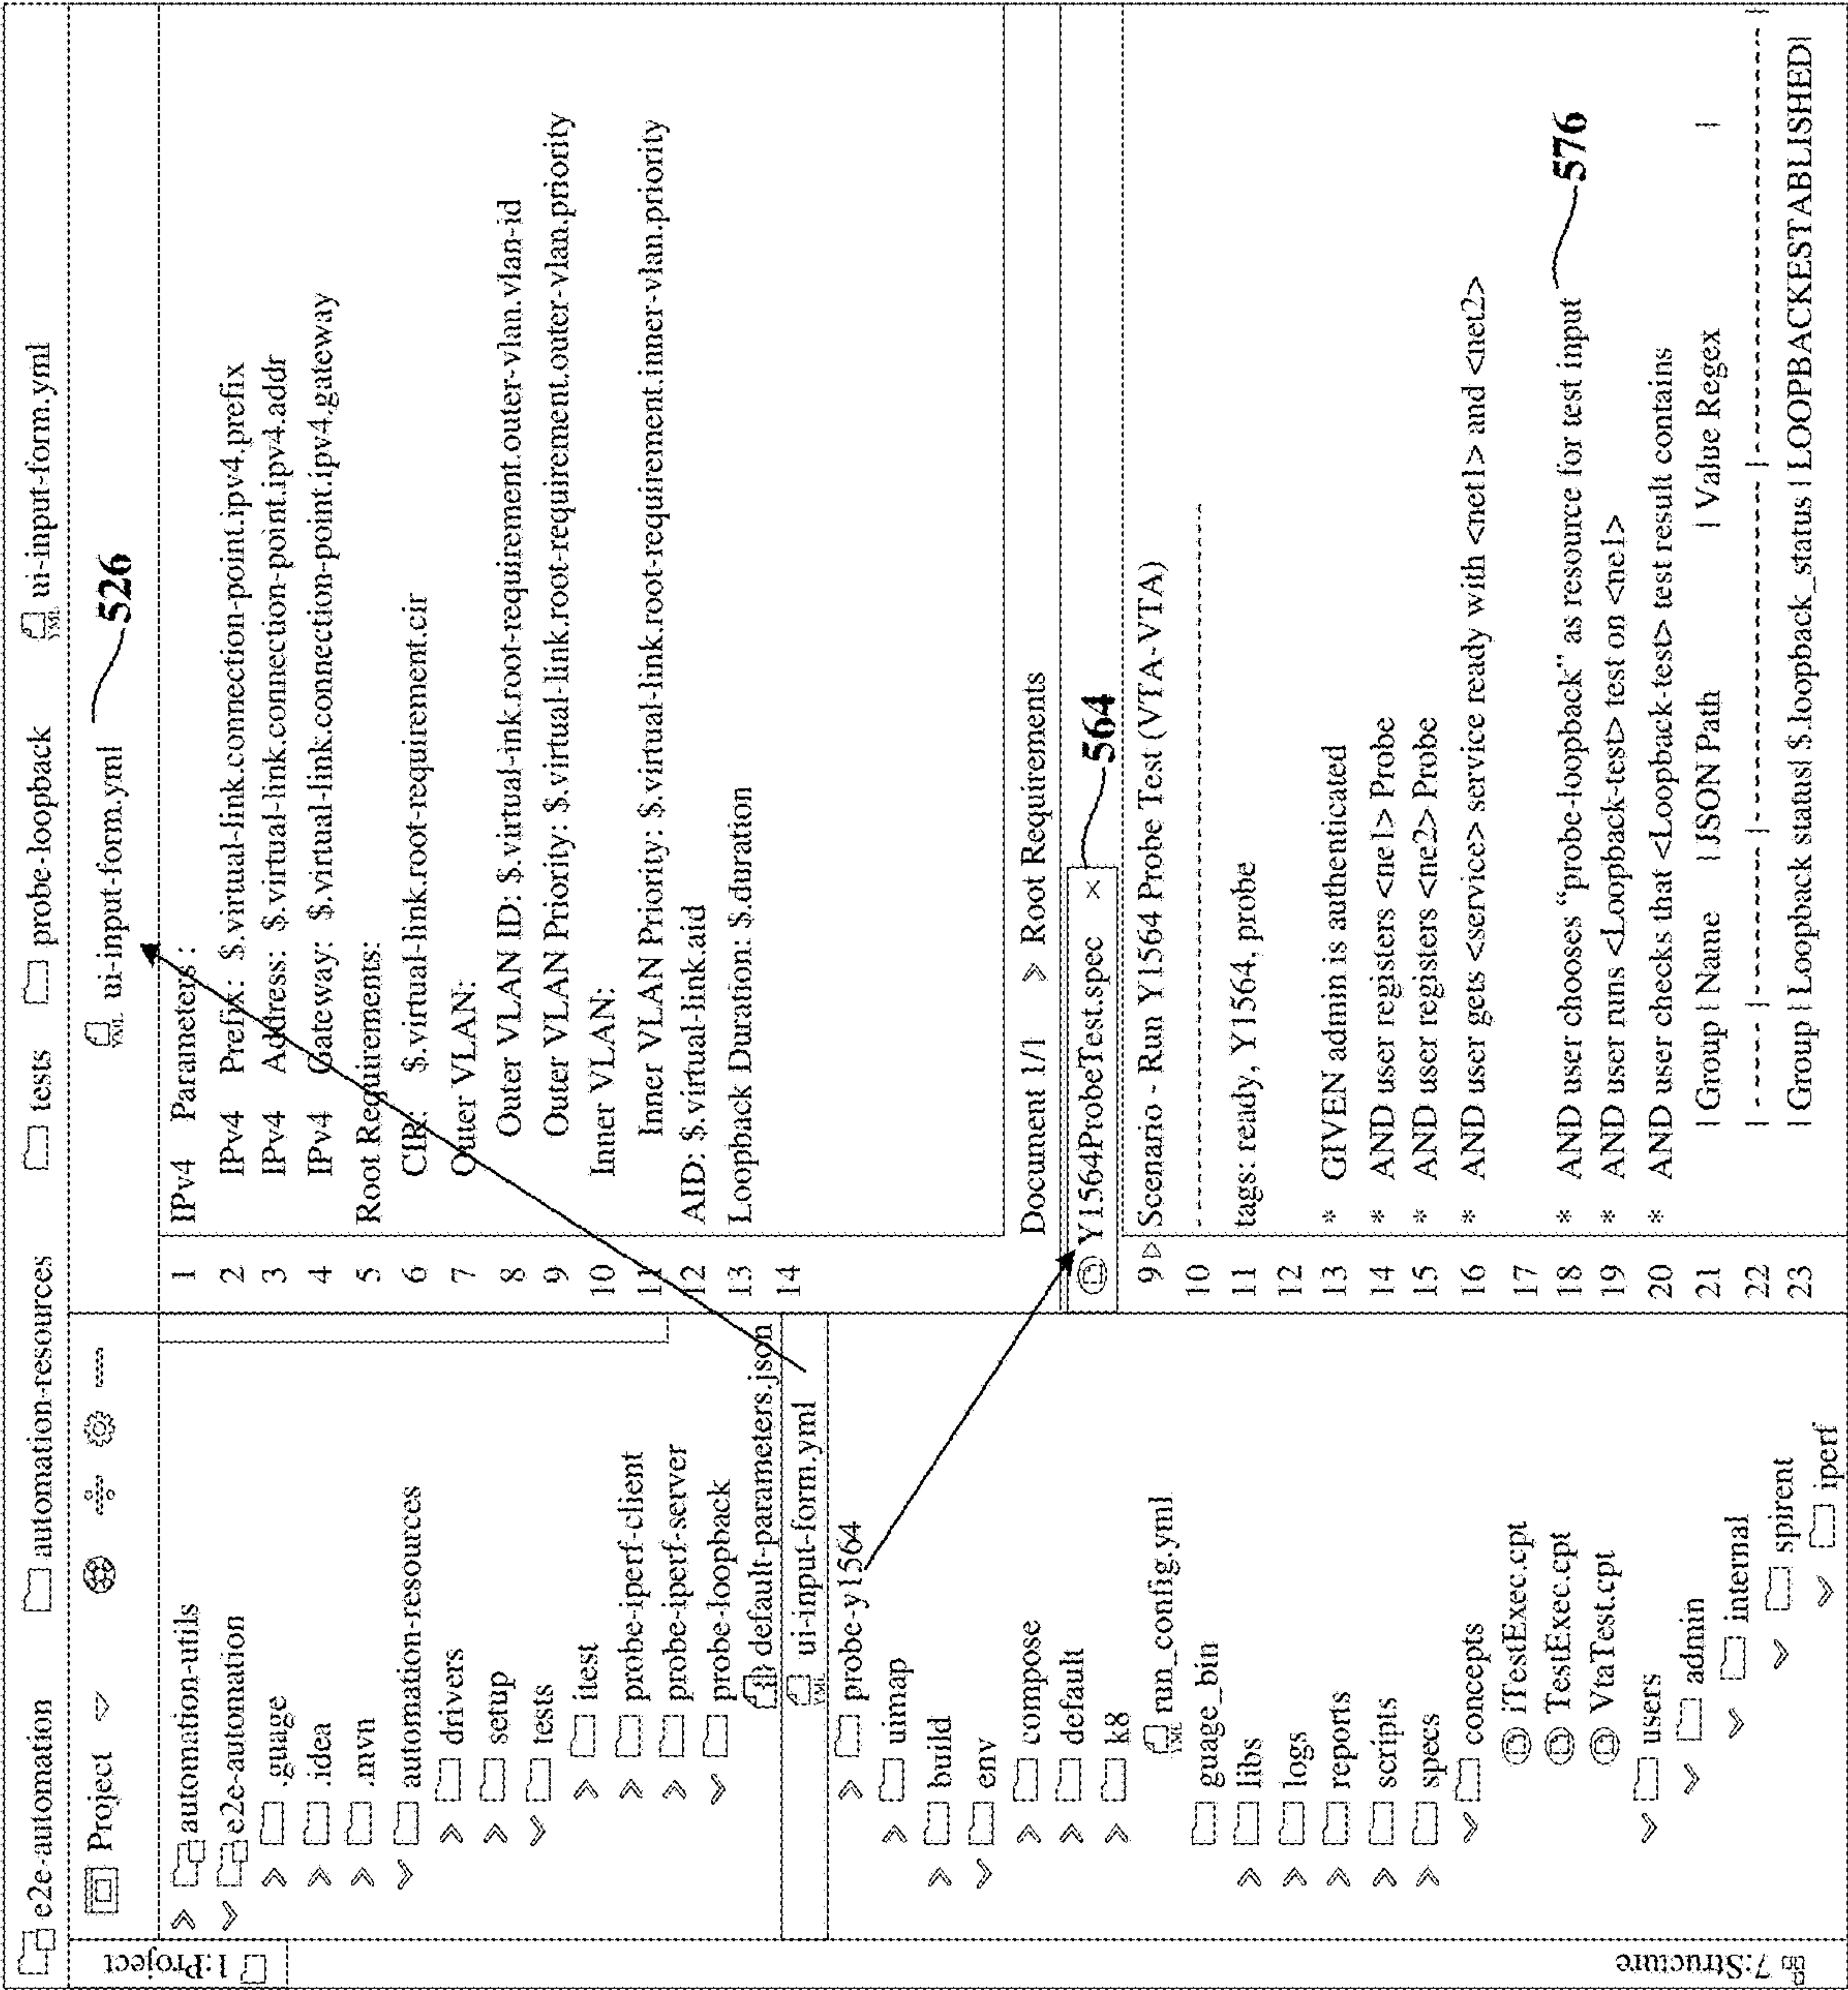 e2e-automation automation-resources tests probe-loopback ui-input-form.yml
1:Project
7:Structure
Project
automation-utils
e2e-automation
.guage
.idea
.mvn
automation-resources
drivers
setup
tests
itest
probe-iperf-client
probe-iperf-server
probe-loopback
default-parameters.json
ui-input-form.yml
probe-y1564
uimap
build
env
compose
default
k8
run_config.yml
guage_bin
libs
logs
reports
scripts
specs
concepts
iTestExec.cpt
TestExec.cpt
VtaTest.cpt
users
admin
internal
spirent
iperf
ui-input-form.yml 526
1 IPv4 Parameters :
2 IPv4 Prefix: $.virtual-link.connection-point.ipv4.prefix
3 IPv4 Address: $.virtual-link.connection-point.ipv4.addr
4 IPv4 Gateway: $.virtual-link.connection-point.ipv4.gateway
5 Root Requirements:
6 CIR: $.virtual-link.root-requirement.cir
7 Outer VLAN:
8 Outer VLAN ID: $.virtual-ink.root-requirement.outer-vlan.vlan-id
9 Outer VLAN Priority: $.virtual-link.root-requirement.outer-vlan.priority
10 Inner VLAN:
11 Inner VLAN Priority: $.virtual-link.root-requirement.inner-vlan.priority
12 AID: $.virtual-link.aid
13 Loopback Duration: $.duration
14
Document 1/1 > Root Requirements
Y1564ProbeTest.spec × 564
9 Scenario - Run Y1564 Probe Test (VTA-VTA)
10 --------------------
11 tags: ready, Y1564, probe
12
13 * GIVEN admin is authenticated
14 * AND user registers <ne1> Probe
15 * AND user registers <ne2> Probe
16 * AND user gets <service> service ready with <net1> and <net2>
17
18 * AND user chooses "probe-loopback" as resource for test input 576
19 * AND user runs <Loopback-test> test on <ne1>
20 * AND user checks that <Loopback-test> test result contains
21 | Group | Name | JSON Path | Value Regex |
22 |-----|-----|-----|-----|
23 | Group | Loopback status| $.loopback_status | LOOPBACKESTABLISHED|